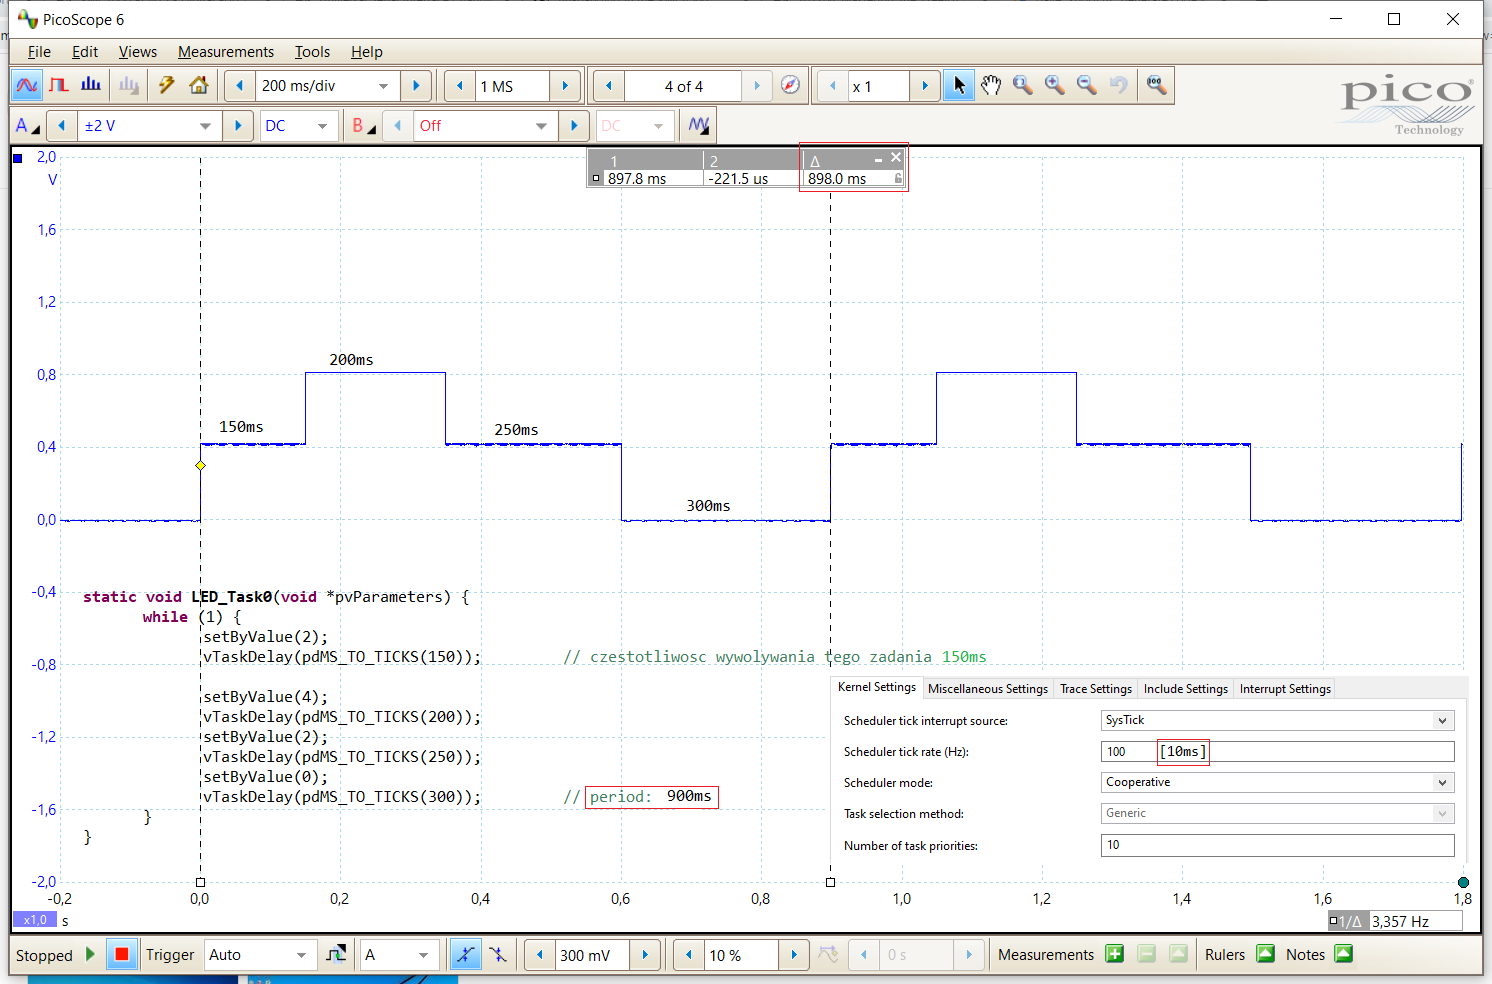 PicoScope 6
File Edit Views Measurements Tools Help
200 ms/div 1 MS 4 of 4 x 1
pico
Technology
A ±2 V DC B Off DC
2,0
V
1 2 Δ
897.8 ms -221.5 us 898.0 ms
1,6
1,2
0,8
0,4
0,0
-0,4
-0,8
-1,2
-1,6
-2,0
200ms
150ms
250ms
300ms
static void LED_Task0(void *pvParameters) {
while (1) {
setByValue(2);
vTaskDelay(pdMS_TO_TICKS(150)); // czestotliwosc wywolywania tego zadania 150ms
setByValue(4);
vTaskDelay(pdMS_TO_TICKS(200));
setByValue(2);
vTaskDelay(pdMS_TO_TICKS(250));
setByValue(0);
vTaskDelay(pdMS_TO_TICKS(300)); // period: 900ms
}
}
Kernel Settings Miscellaneous Settings Trace Settings Include Settings Interrupt Settings
Scheduler tick interrupt source: SysTick
Scheduler tick rate (Hz): 100 [10ms]
Scheduler mode: Cooperative
Task selection method: Generic
Number of task priorities: 10
-0,2 0,0 0,2 0,4 0,6 0,8 1,0 1,2 1,4 1,6 1,8
x1,0 s
1/Δ 3,357 Hz
Stopped Trigger Auto A 300 mV 10 % 0 s Measurements Rulers Notes